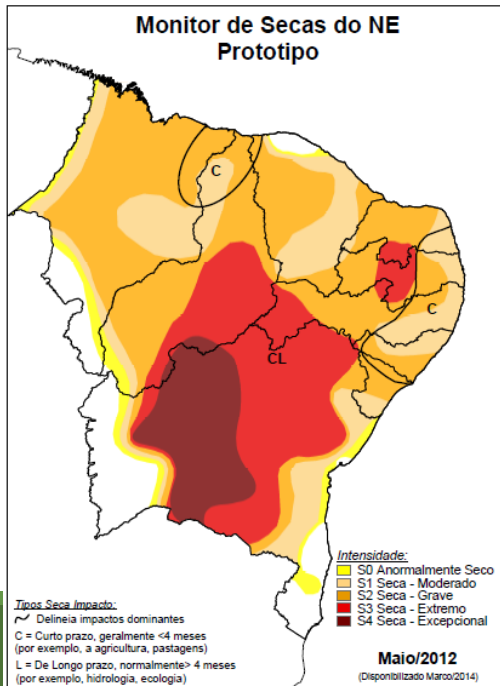 Monitor de Secas do NE
Prototipo
C
C
CL
Intensidade:
S0 Anormalmente Seco
S1 Seca - Moderado
S2 Seca - Grave
S3 Seca - Extremo
S4 Seca - Excepcional
Tipos Seca Impacto:
Delineia impactos dominantes
C = Curto prazo, geralmente <4 meses
(por exemplo, a agricultura, pastagens)
L = De Longo prazo, normalmente> 4 meses
(por exemplo, hidrologia, ecologia)
Maio/2012
(Disponibilizado Marco/2014)